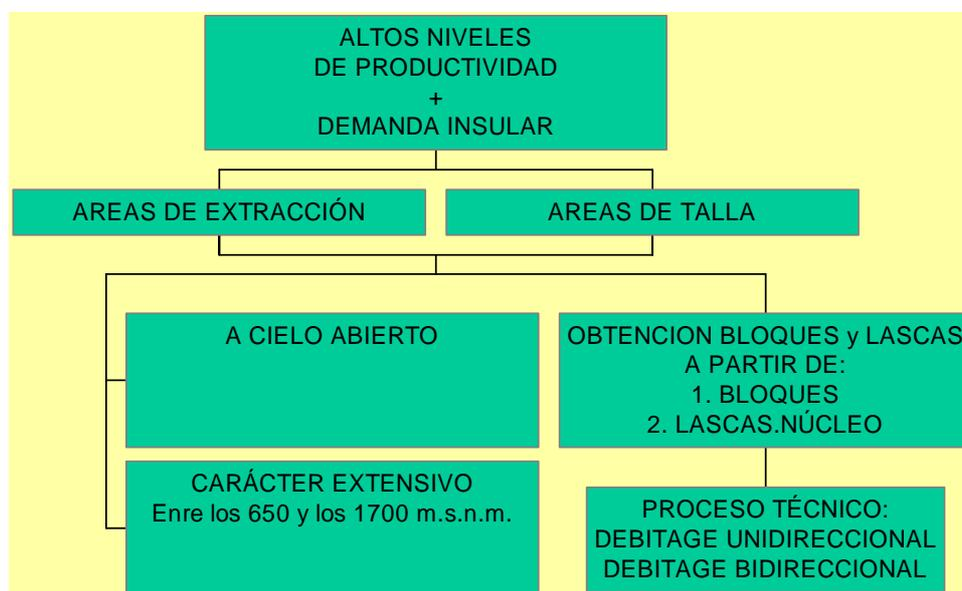 ALTOS NIVELES
DE PRODUCTIVIDAD
+
DEMANDA INSULAR
AREAS DE EXTRACCIÓN
AREAS DE TALLA
A CIELO ABIERTO
OBTENCION BLOQUES y LASCAS
A PARTIR DE:
1. BLOQUES
2. LASCAS.NÚCLEO
CARÁCTER EXTENSIVO
Enre los 650 y los 1700 m.s.n.m.
PROCESO TÉCNICO:
DEBITAGE UNIDIRECCIONAL
DEBITAGE BIDIRECCIONAL